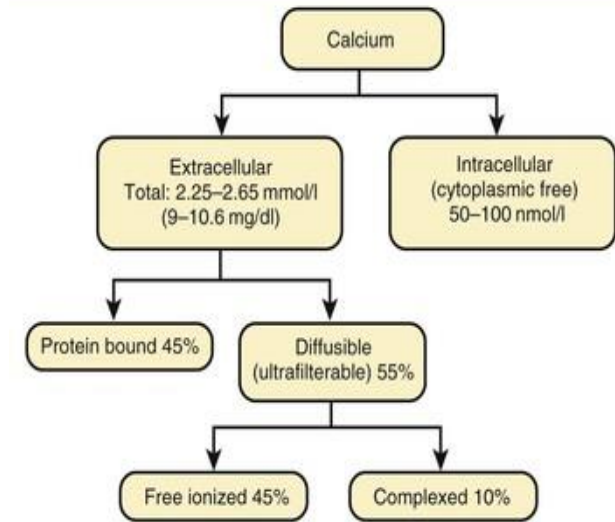 Calcium
Extracellular
Total: 2.25–2.65 mmol/l
(9–10.6 mg/dl)
Intracellular
(cytoplasmic free)
50–100 nmol/l
Protein bound 45%
Diffusible
(ultrafilterable) 55%
Free ionized 45%
Complexed 10%